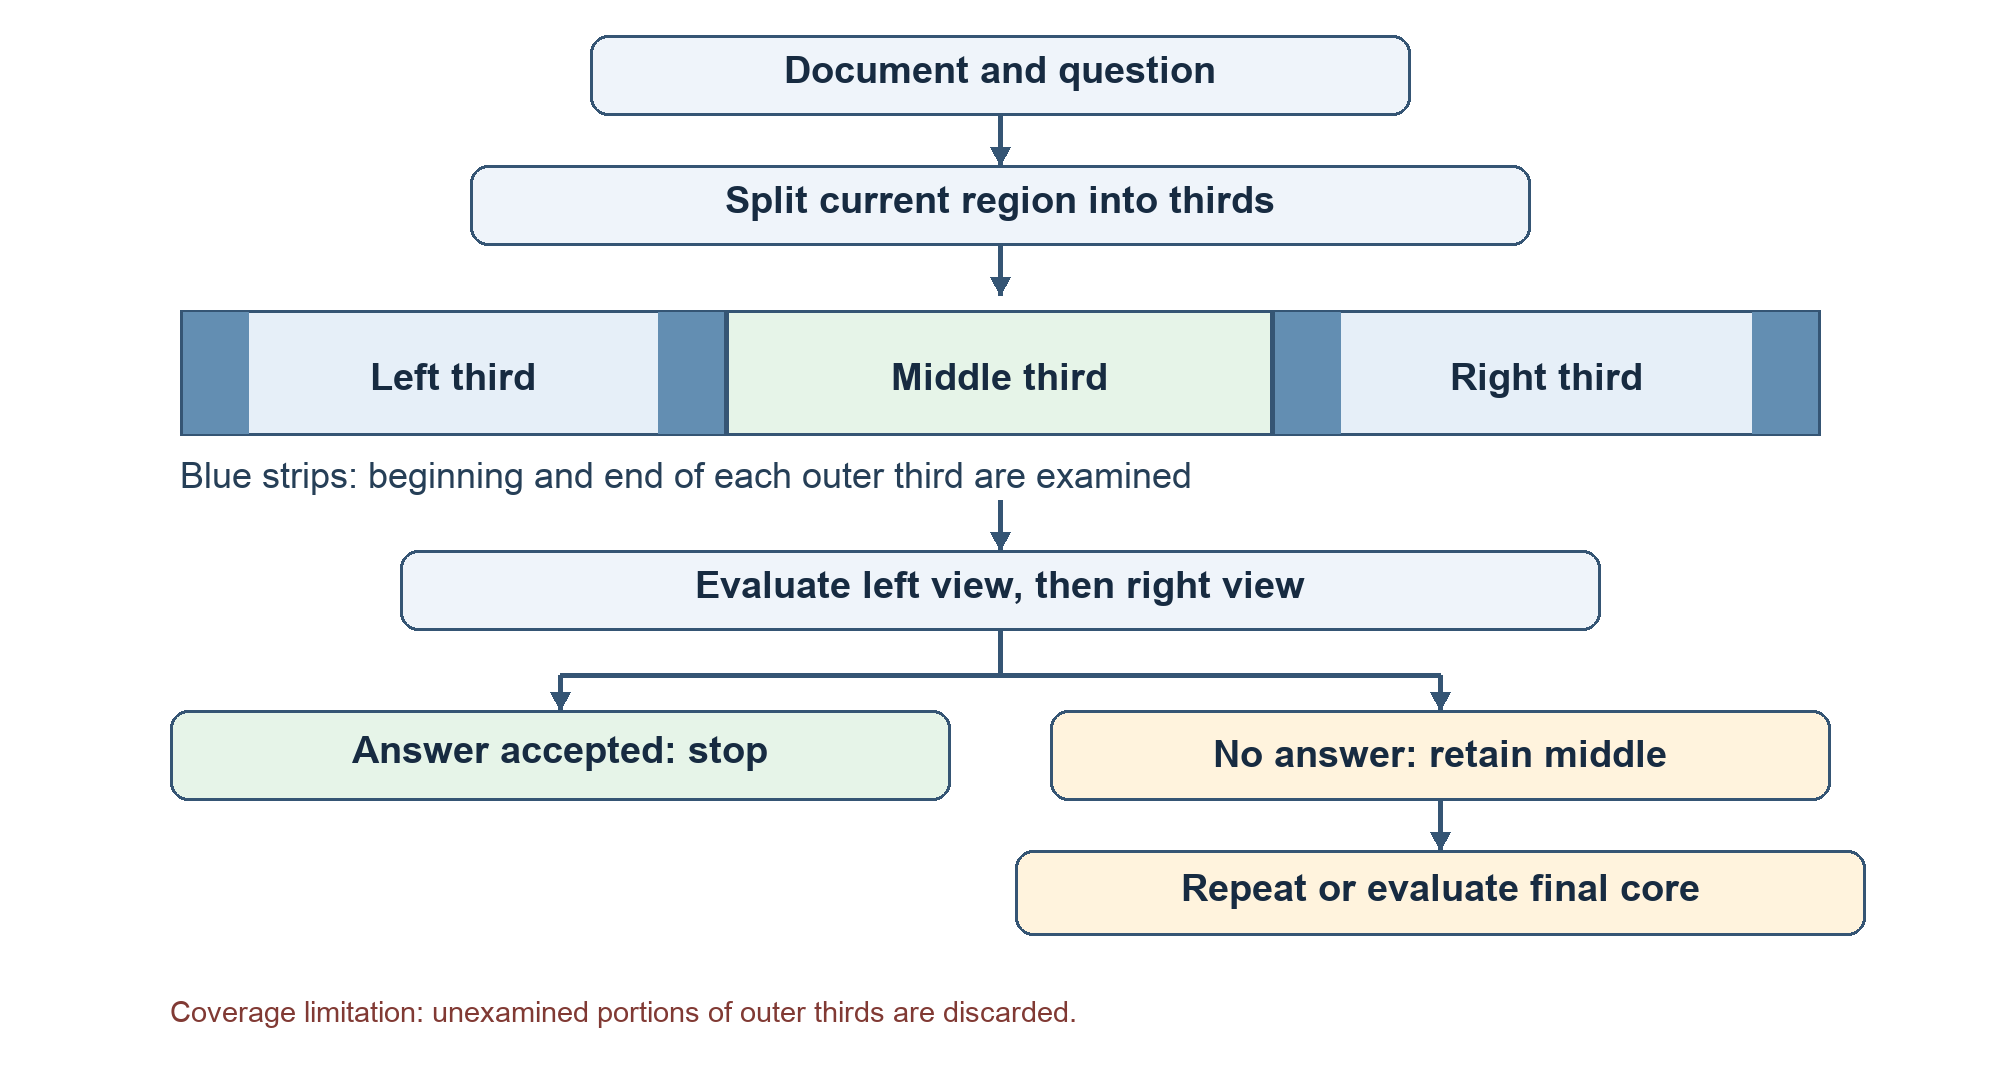 Document and question
Split current region into thirds
Left third
Middle third
Right third
Blue strips: beginning and end of each outer third are examined
Evaluate left view, then right view
Answer accepted: stop
No answer: retain middle
Repeat or evaluate final core
Coverage limitation: unexamined portions of outer thirds are discarded.